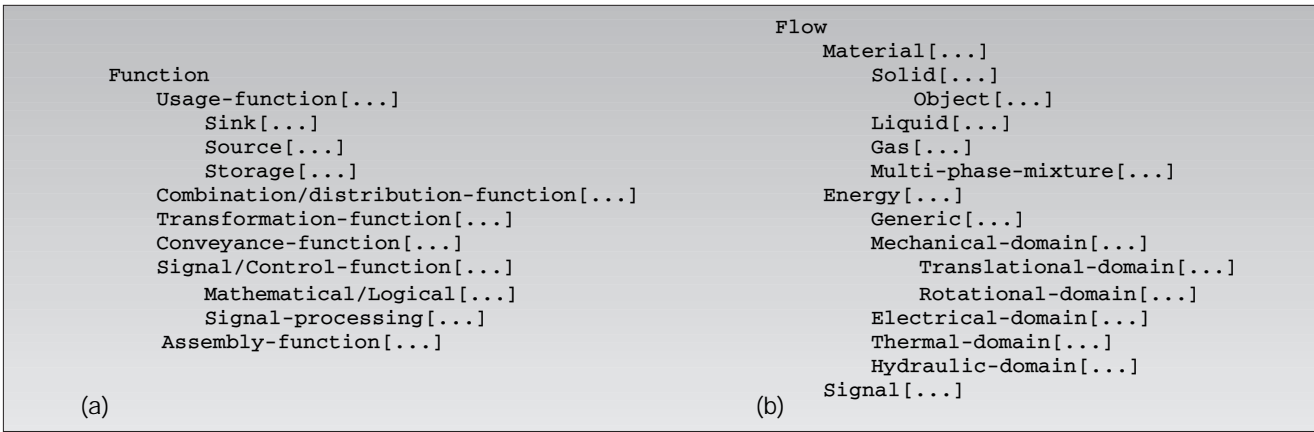 Function
Usage-function[...]
Sink[...]
Source[...]
Storage[...]
Combination/distribution-function[...]
Transformation-function[...]
Conveyance-function[...]
Signal/Control-function[...]
Mathematical/Logical[...]
Signal-processing[...]
Assembly-function[...]
(a)
Flow
Material[...]
Solid[...]
Object[...]
Liquid[...]
Gas[...]
Multi-phase-mixture[...]
Energy[...]
Generic[...]
Mechanical-domain[...]
Translational-domain[...]
Rotational-domain[...]
Electrical-domain[...]
Thermal-domain[...]
Hydraulic-domain[...]
Signal[...]
(b)